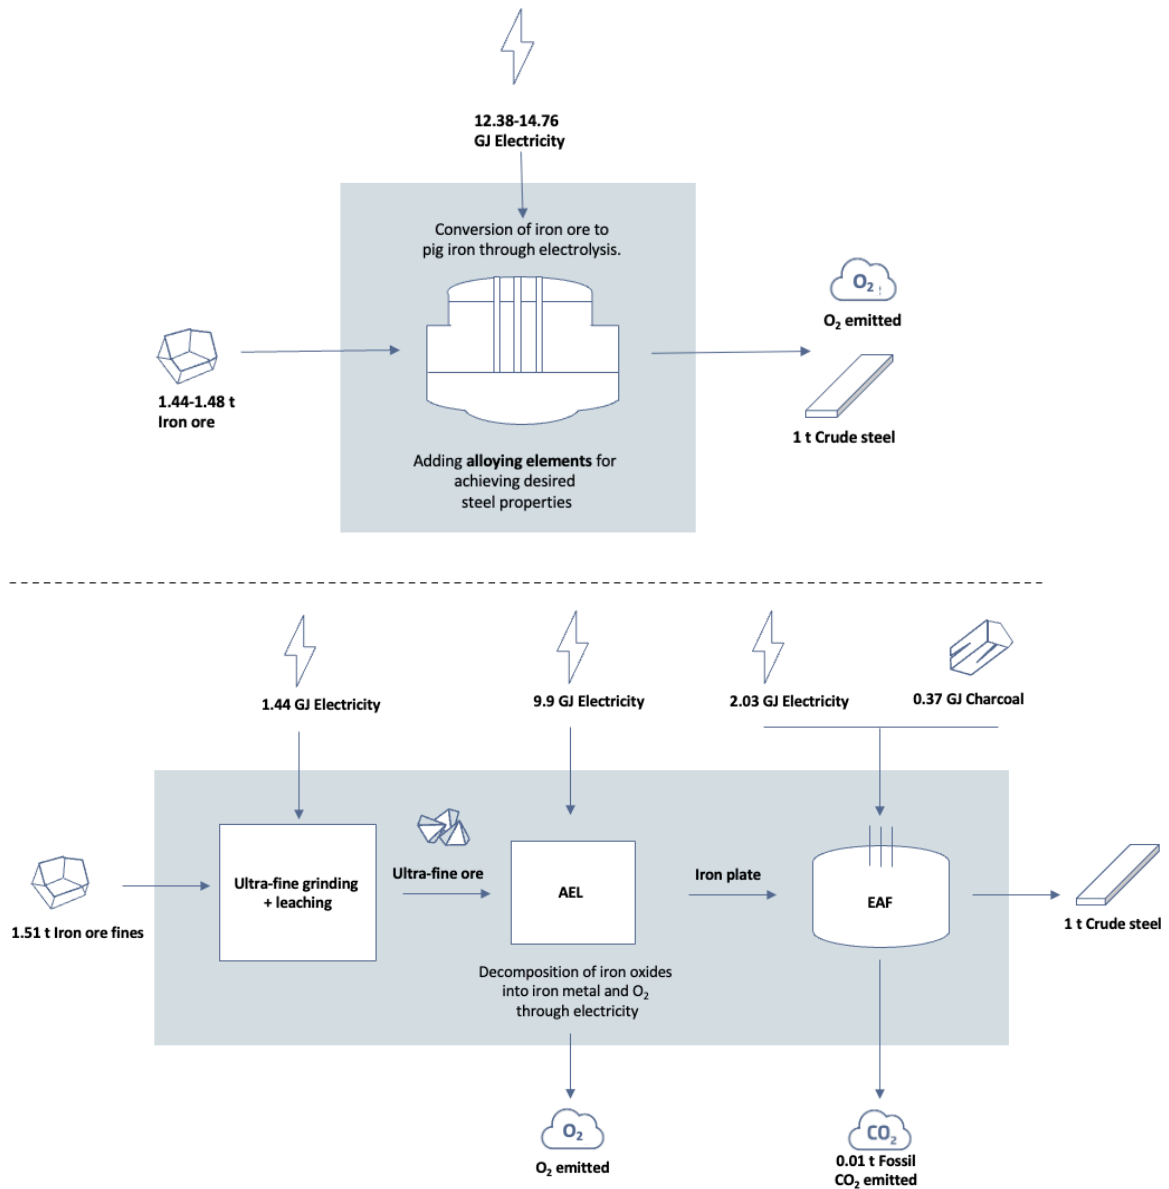 12.38-14.76
GJ Electricity
Conversion of iron ore to
pig iron through electrolysis.
O₂
O₂ emitted
1.44-1.48 t
Iron ore
1 t Crude steel
Adding alloying elements for
achieving desired
steel properties
1.44 GJ Electricity
9.9 GJ Electricity
2.03 GJ Electricity
0.37 GJ Charcoal
Ultra-fine grinding
+ leaching
Ultra-fine ore
AEL
Iron plate
EAF
1.51 t Iron ore fines
1 t Crude steel
Decomposition of iron oxides
into iron metal and O₂
through electricity
O₂
O₂ emitted
CO₂
0.01 t Fossil
CO₂ emitted